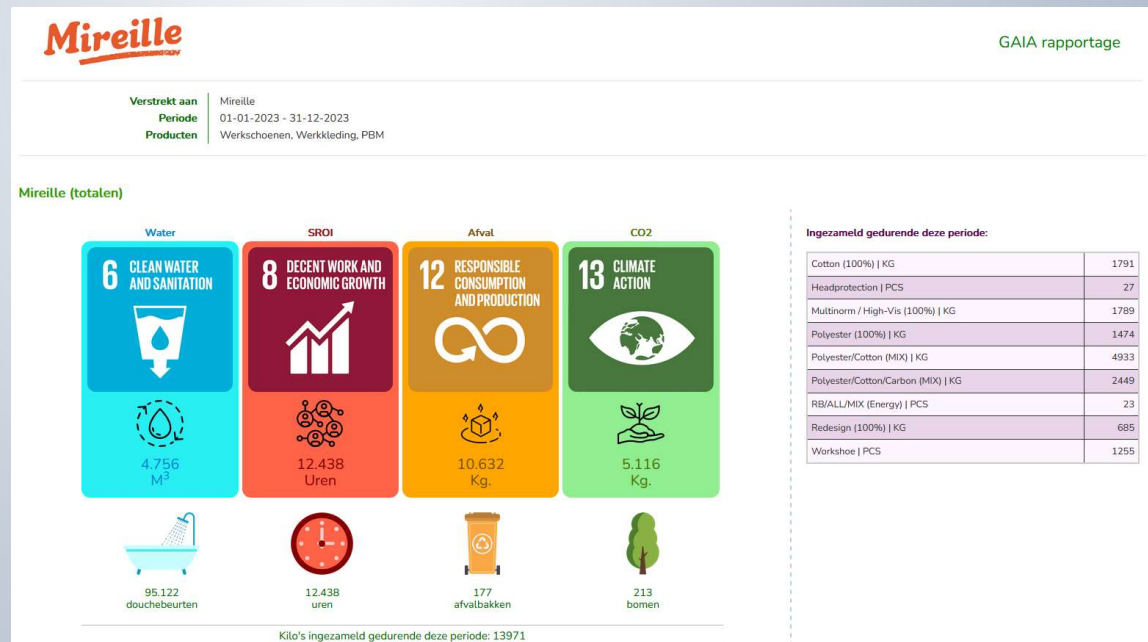 Mireille
GAIA rapportage
Verstrekt aan Mireille
Periode 01-01-2023 - 31-12-2023
Producten Werkschoenen, Werkkleding, PBM
Mireille (totalen)
Water
6 CLEAN WATER
AND SANITATION
4.756
M³
95.122
douchebeurten
SROI
8 DECENT WORK AND
ECONOMIC GROWTH
12.438
Uren
12.438
uren
Afval
12 RESPONSIBLE
CONSUMPTION
AND PRODUCTION
10.632
Kg.
177
afvalbakken
CO2
13 CLIMATE
ACTION
5.116
Kg.
213
bomen
Kilo's ingezameld gedurende deze periode: 13971
Ingezameld gedurende deze periode:
Cotton (100%) | KG 1791
Headprotection | PCS 27
Multinorm / High-Vis (100%) | KG 1789
Polyester (100%) | KG 1474
Polyester/Cotton (MIX) | KG 4933
Polyester/Cotton/Carbon (MIX) | KG 2449
RB/ALL/MIX (Energy) | PCS 23
Redesign (100%) | KG 685
Workshoe | PCS 1255